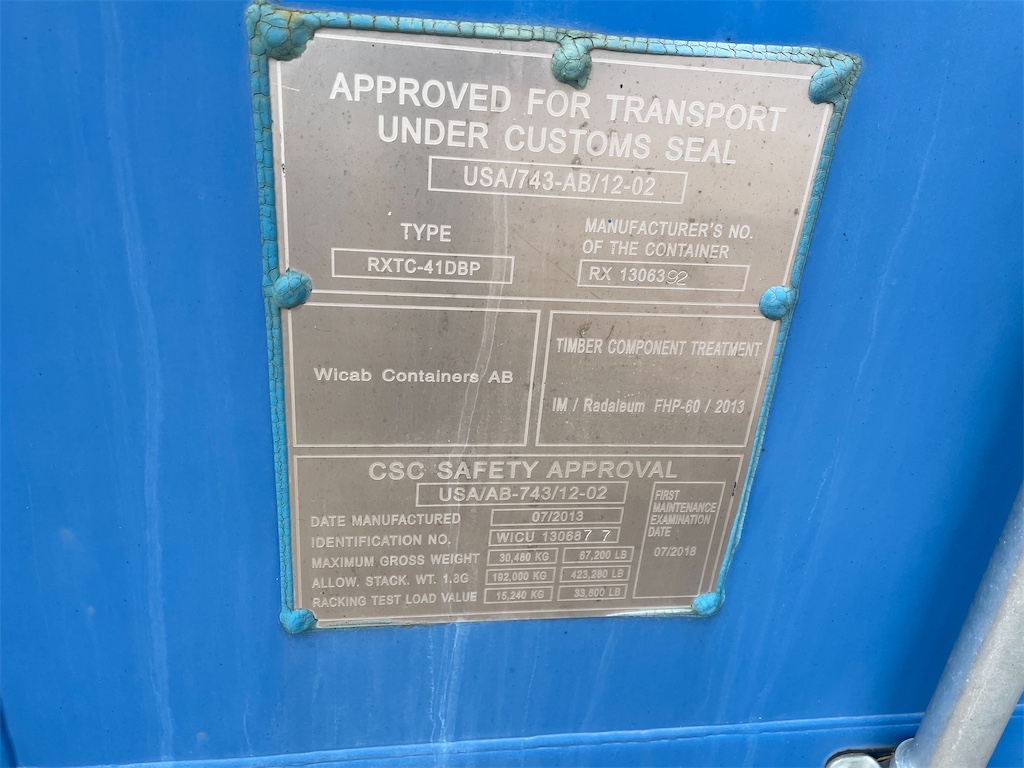 APPROVED FOR TRANSPORT
UNDER CUSTOMS SEAL
USA/743-AB/12-02
TYPE
RXTC-41DBP
MANUFACTURER'S NO.
OF THE CONTAINER
RX 1306392
Wicab Containers AB
TIMBER COMPONENT TREATMENT
IM / Radaleum FHP-60 / 2013
CSC SAFETY APPROVAL
USA/AB-743/12-02
DATE MANUFACTURED 07/2013
IDENTIFICATION NO. WICU 130687 7
MAXIMUM GROSS WEIGHT 30,480 KG 67,200 LB
ALLOW. STACK. WT. 1.8G 192,000 KG 423,280 LB
RACKING TEST LOAD VALUE 15,240 KG 33,600 LB
FIRST
MAINTENANCE
EXAMINATION
DATE
07/2018